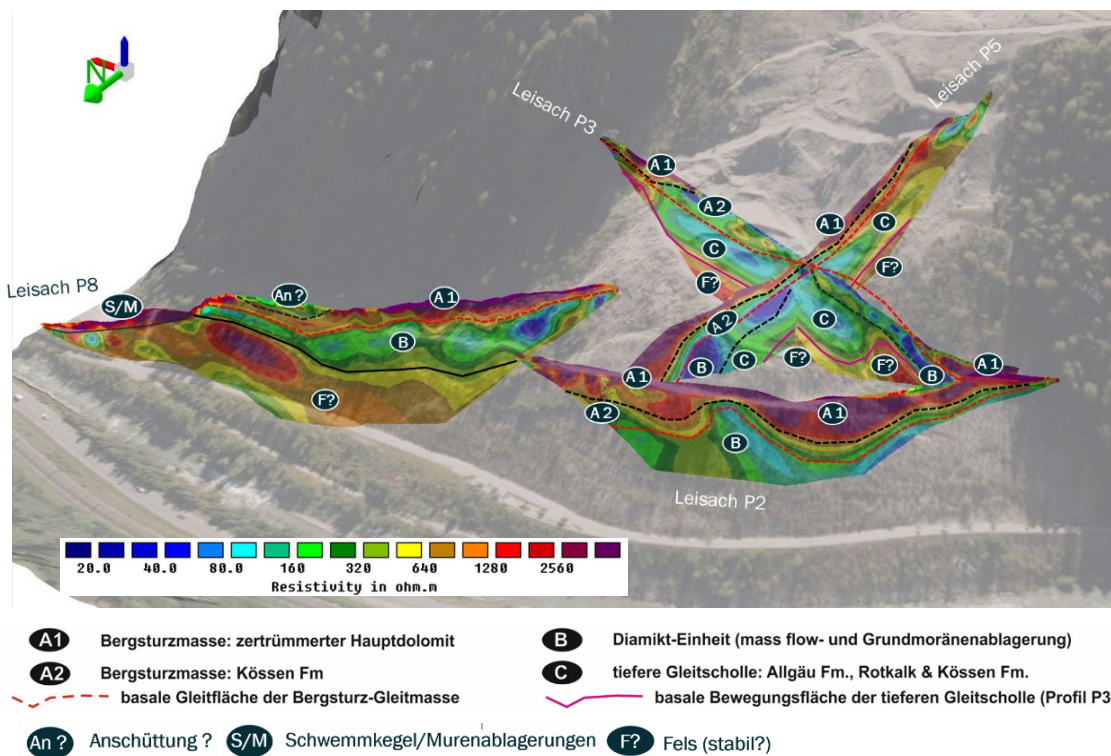 Leisach P5
Leisach P3
A1
A2
A1
C
C
F?
F?
Leisach P8
S/M
An ?
A1
B
F?
A2
C
B
C
F?
F?
B
A1
A1
A1
A2
B
Leisach P2
20.0 40.0 80.0 160 320 640 1280 2560
Resistivity in ohm.m
A1 Bergsturzmasse: zertrümmerter Hauptdolomit
B Diamikt-Einheit (mass flow- und Grundmoränenablagerung)
A2 Bergsturzmasse: Kössen Fm
C tiefere Gleitscholle: Allgäu Fm., Rotkalk & Kössen Fm.
basale Gleitfläche der Bergsturz-Gleitmasse
basale Bewegungsfläche der tieferen Gleitscholle (Profil P3
An ? Anschüttung ? S/M Schwemmkegel/Murenablagerungen F? Fels (stabil?)